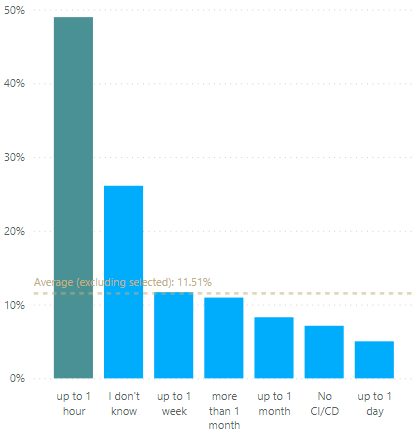 50%
40%
30%
20%
Average (excluding selected): 11.51%
10%
0%
up to 1
hour
I don't
know
up to 1
week
more
than 1
month
up to 1
month
No
CI/CD
up to 1
day